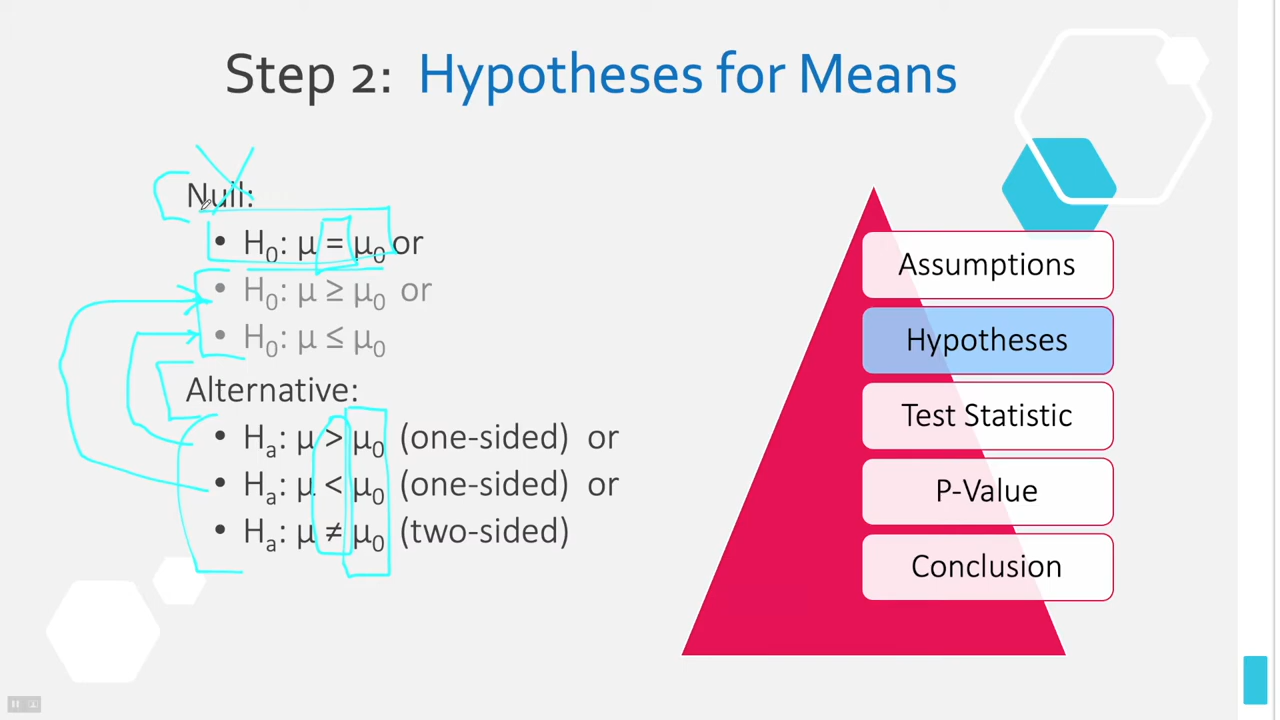 Step 2: Hypotheses for Means
Null:
• H₀: μ = μ₀ or
• H₀: μ ≥ μ₀ or
• H₀: μ ≤ μ₀
Alternative:
• Hₐ: μ > μ₀ (one-sided) or
• Hₐ: μ < μ₀ (one-sided) or
• Hₐ: μ ≠ μ₀ (two-sided)
Assumptions
Hypotheses
Test Statistic
P-Value
Conclusion